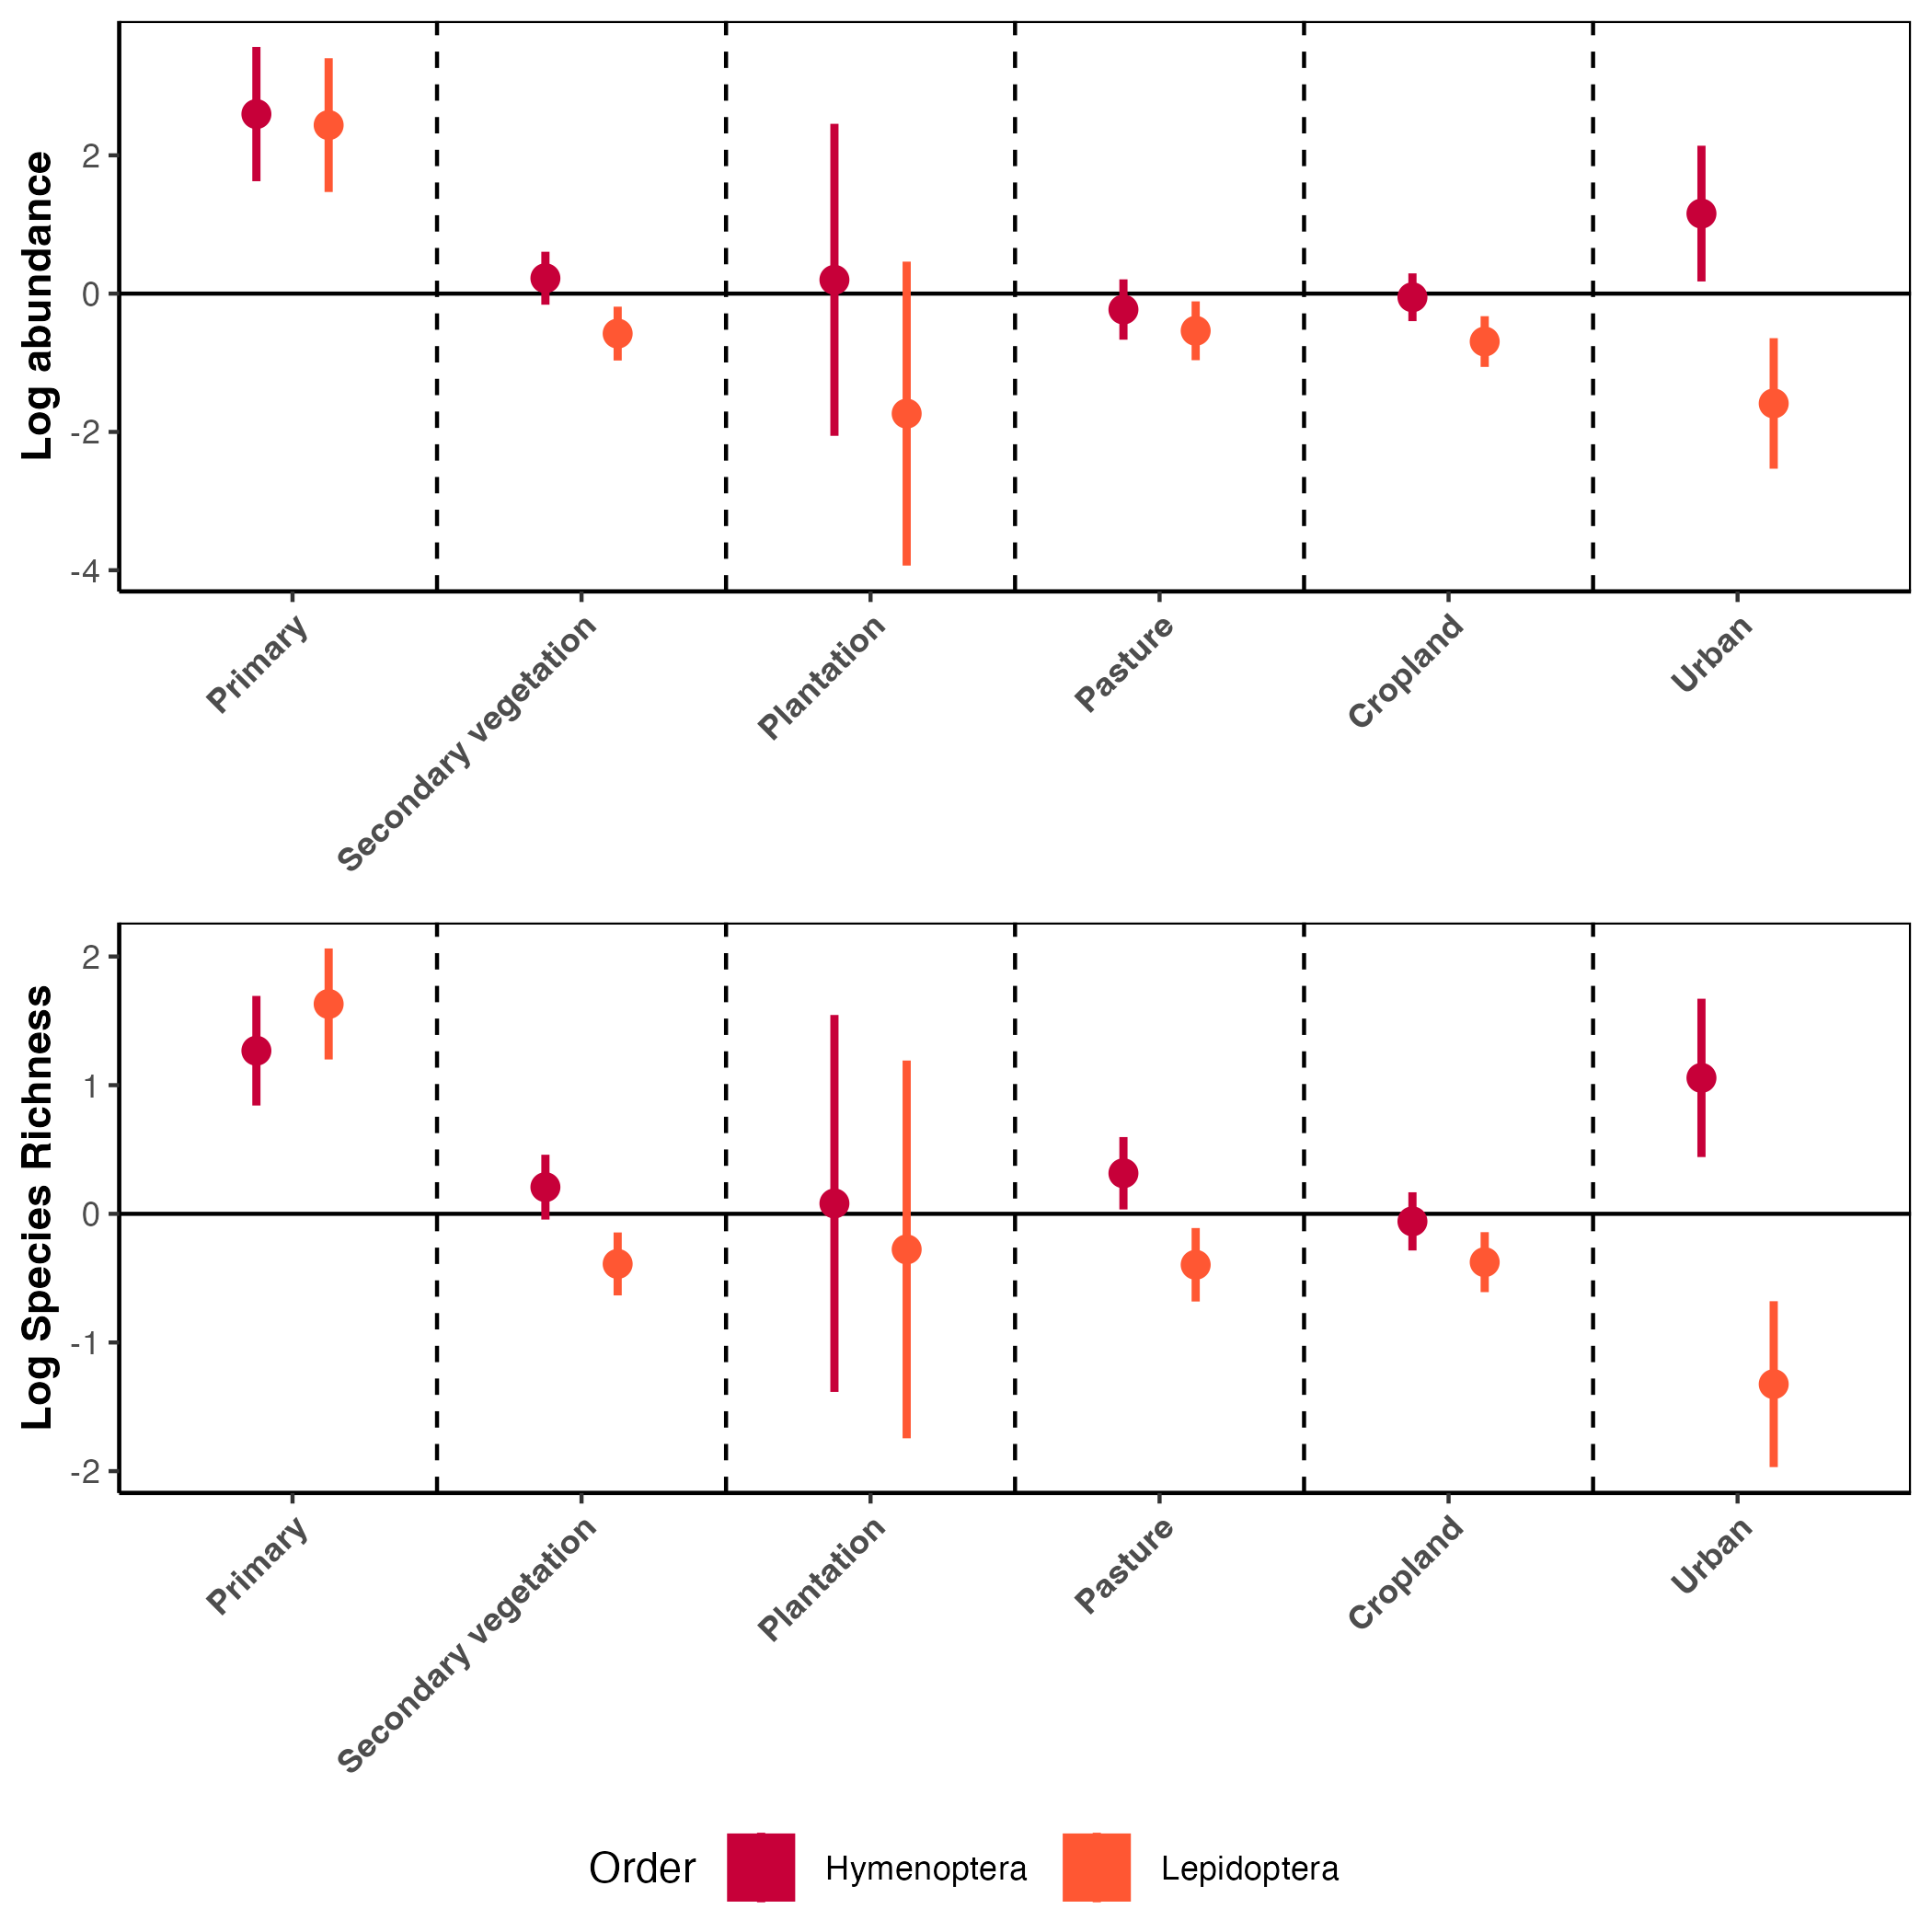 Log abundance
2
0
-2
-4
Primary
Secondary vegetation
Plantation
Pasture
Cropland
Urban
Log Species Richness
2
1
0
-1
-2
Primary
Secondary vegetation
Plantation
Pasture
Cropland
Urban
Order Hymenoptera Lepidoptera